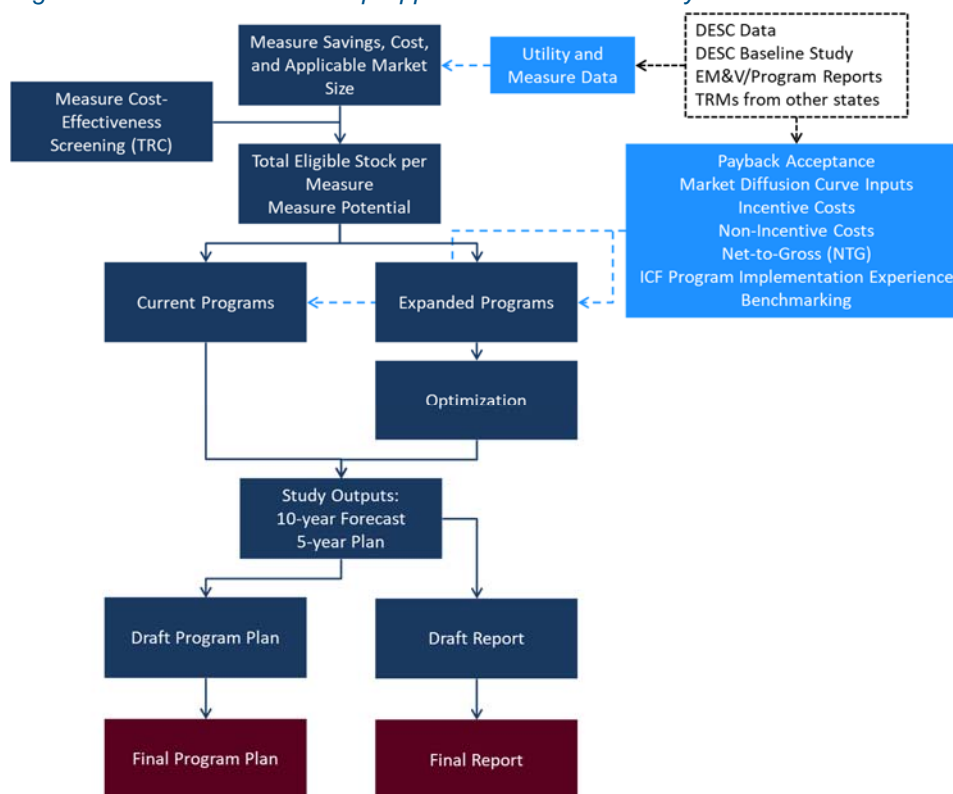 Measure Savings, Cost,
and Applicable Market
Size
Utility and
Measure Data
DESC Data
DESC Baseline Study
EM&V/Program Reports
TRMs from other states
Measure Cost-
Effectiveness
Screening (TRC)
Total Eligible Stock per
Measure
Measure Potential
Payback Acceptance
Market Diffusion Curve Inputs
Incentive Costs
Non-Incentive Costs
Net-to-Gross (NTG)
ICF Program Implementation Experience
Benchmarking
Current Programs
Expanded Programs
Optimization
Study Outputs:
10-year Forecast
5-year Plan
Draft Program Plan
Draft Report
Final Program Plan
Final Report